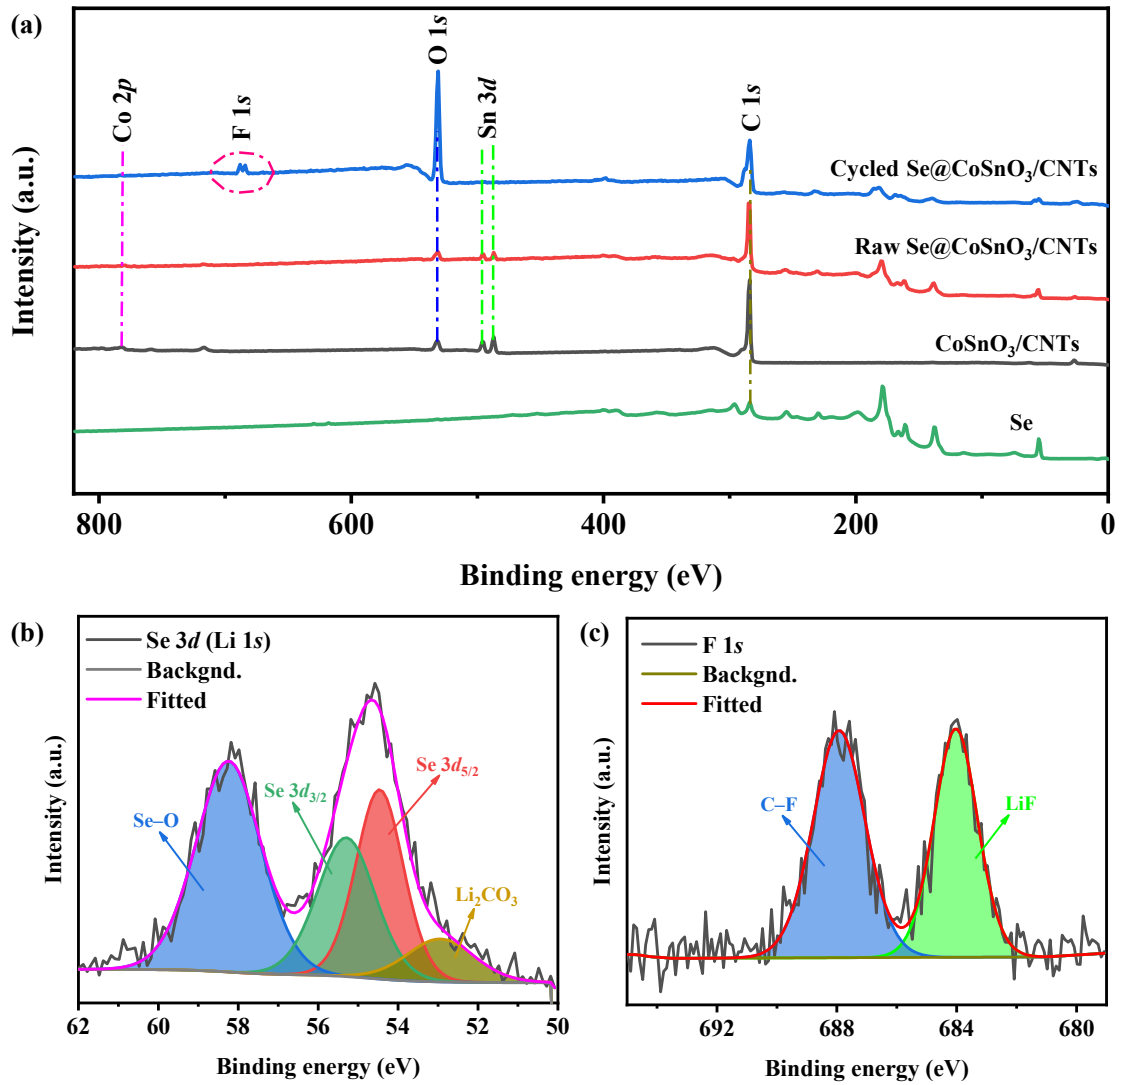 (a)
Intensity (a.u.)
Co 2p
F 1s
O 1s
Sn 3d
C 1s
Cycled Se@CoSnO₃/CNTs
Raw Se@CoSnO₃/CNTs
CoSnO₃/CNTs
Se
800 600 400 200 0
Binding energy (eV)
(b)
Intensity (a.u.)
Se 3d (Li 1s)
Backgnd.
Fitted
Se 3d₅/₂
Se 3d₃/₂
Se–O
Li₂CO₃
62 60 58 56 54 52 50
Binding energy (eV)
(c)
Intensity (a.u.)
F 1s
Backgnd.
Fitted
C–F
LiF
692 688 684 680
Binding energy (eV)